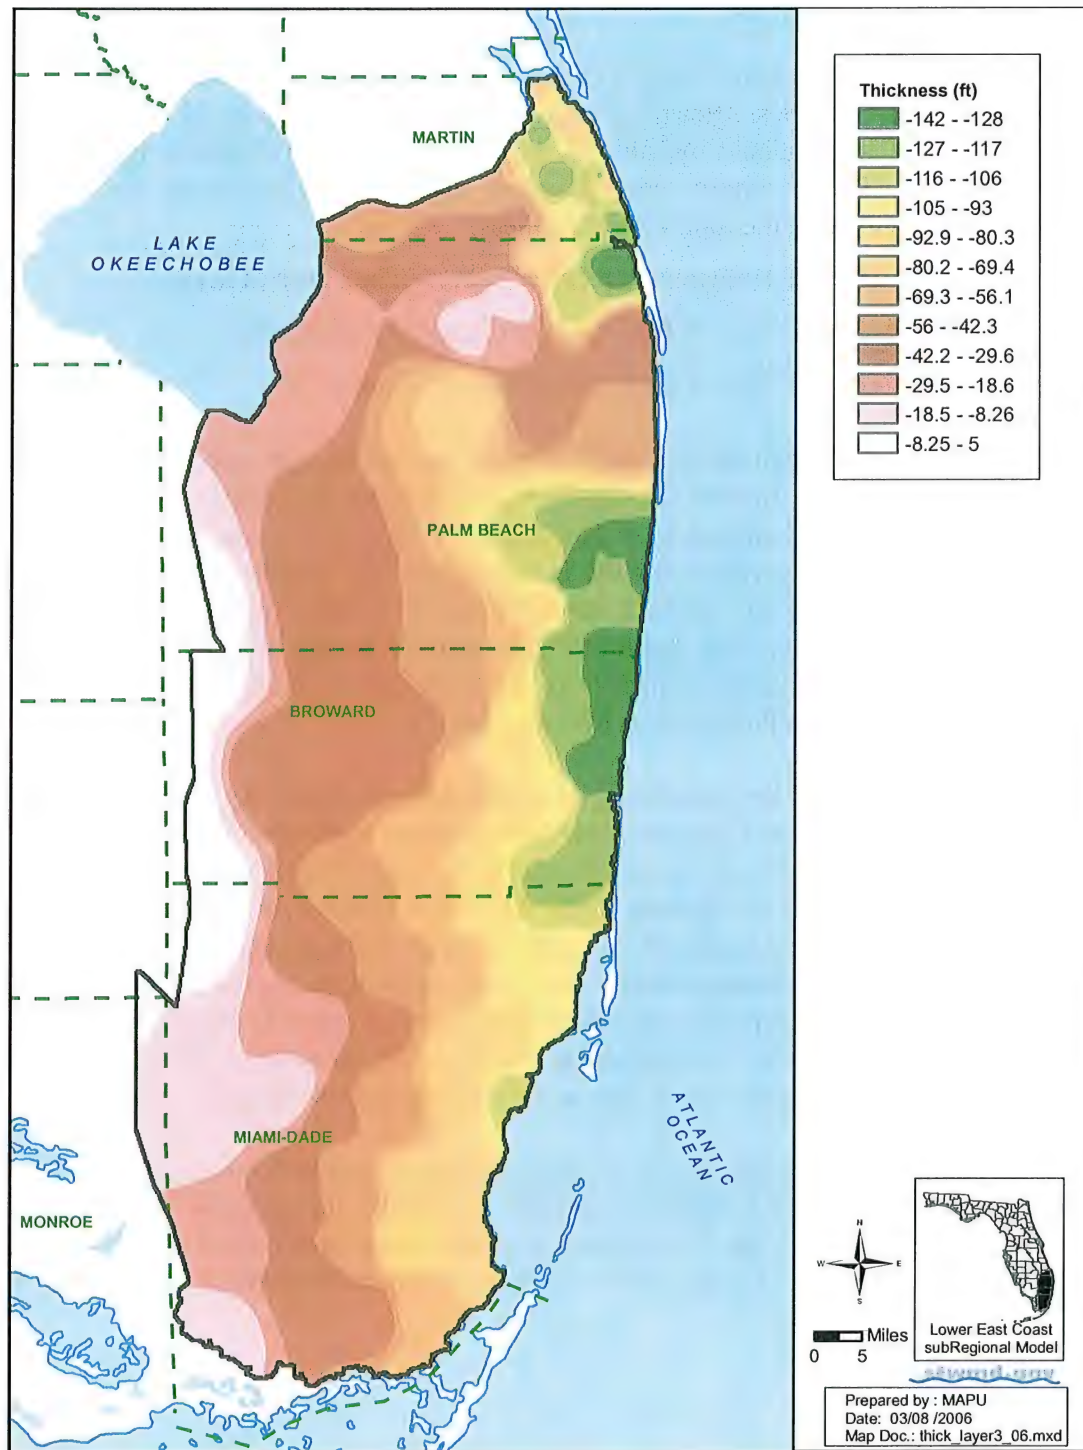 MARTIN
LAKE
OKEECHOBEE
PALM BEACH
BROWARD
MIAMI-DADE
MONROE
ATLANTIC
OCEAN
Thickness (ft)
-142 - -128
-127 - -117
-116 - -106
-105 - -93
-92.9 - -80.3
-80.2 - -69.4
-69.3 - -56.1
-56 - -42.3
-42.2 - -29.6
-29.5 - -18.6
-18.5 - -8.26
-8.25 - 5
N
W E
S
Miles
0 5
Lower East Coast
subRegional Model
Prepared by : MAPU
Date: 03/08 /2006
Map Doc.: thick_layer3_06.mxd